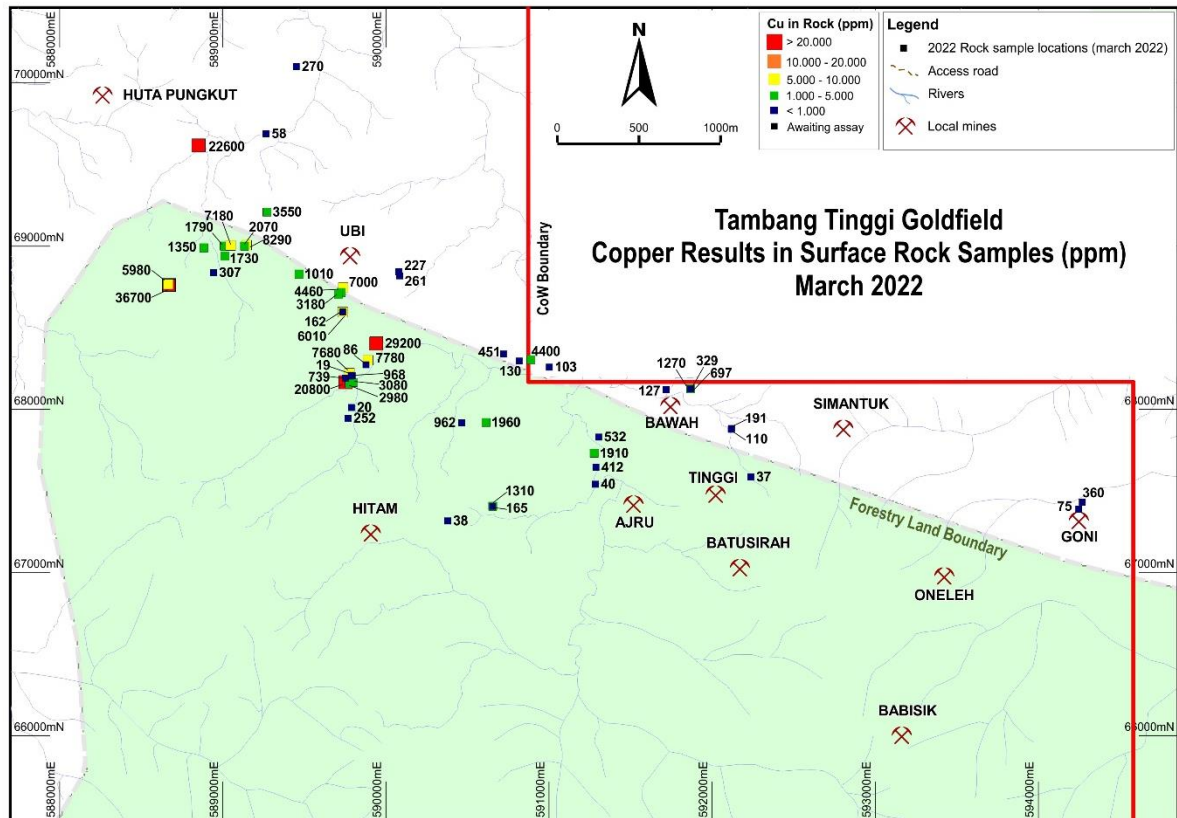 588000mE
589000mE
590000mE
N
0
500
1000m
Cu in Rock (ppm)
> 20.000
10.000 - 20.000
5.000 - 10.000
1.000 - 5.000
< 1.000
Awaiting assay
Legend
2022 Rock sample locations (march 2022)
Access road
Rivers
Local mines
Tambang Tinggi Goldfield
Copper Results in Surface Rock Samples (ppm)
March 2022
CoW Boundary
70000mN
HUTA PUNGKUT
270
58
22600
3550
7180
2070
1790
8290
69000mN
1350
1730
307
UBI
227
261
1010
5980
36700
7000
4460
3180
162
6010
29200
86
7780
7680
19
968
739
3080
20800
2980
20
252
451
4400
130
103
1270
329
697
127
BAWAH
191
110
SIMANTUK
68000mN
962
1960
532
1910
412
40
TINGGI
37
AJRU
HITAM
1310
165
38
BATUSIRAH
360
75
GONI
Forestry Land Boundary
67000mN
67000mN
ONELEH
BABISIK
66000mN
66000mN
588000mE
589000mE
590000mE
591000mE
592000mE
593000mE
594000mE